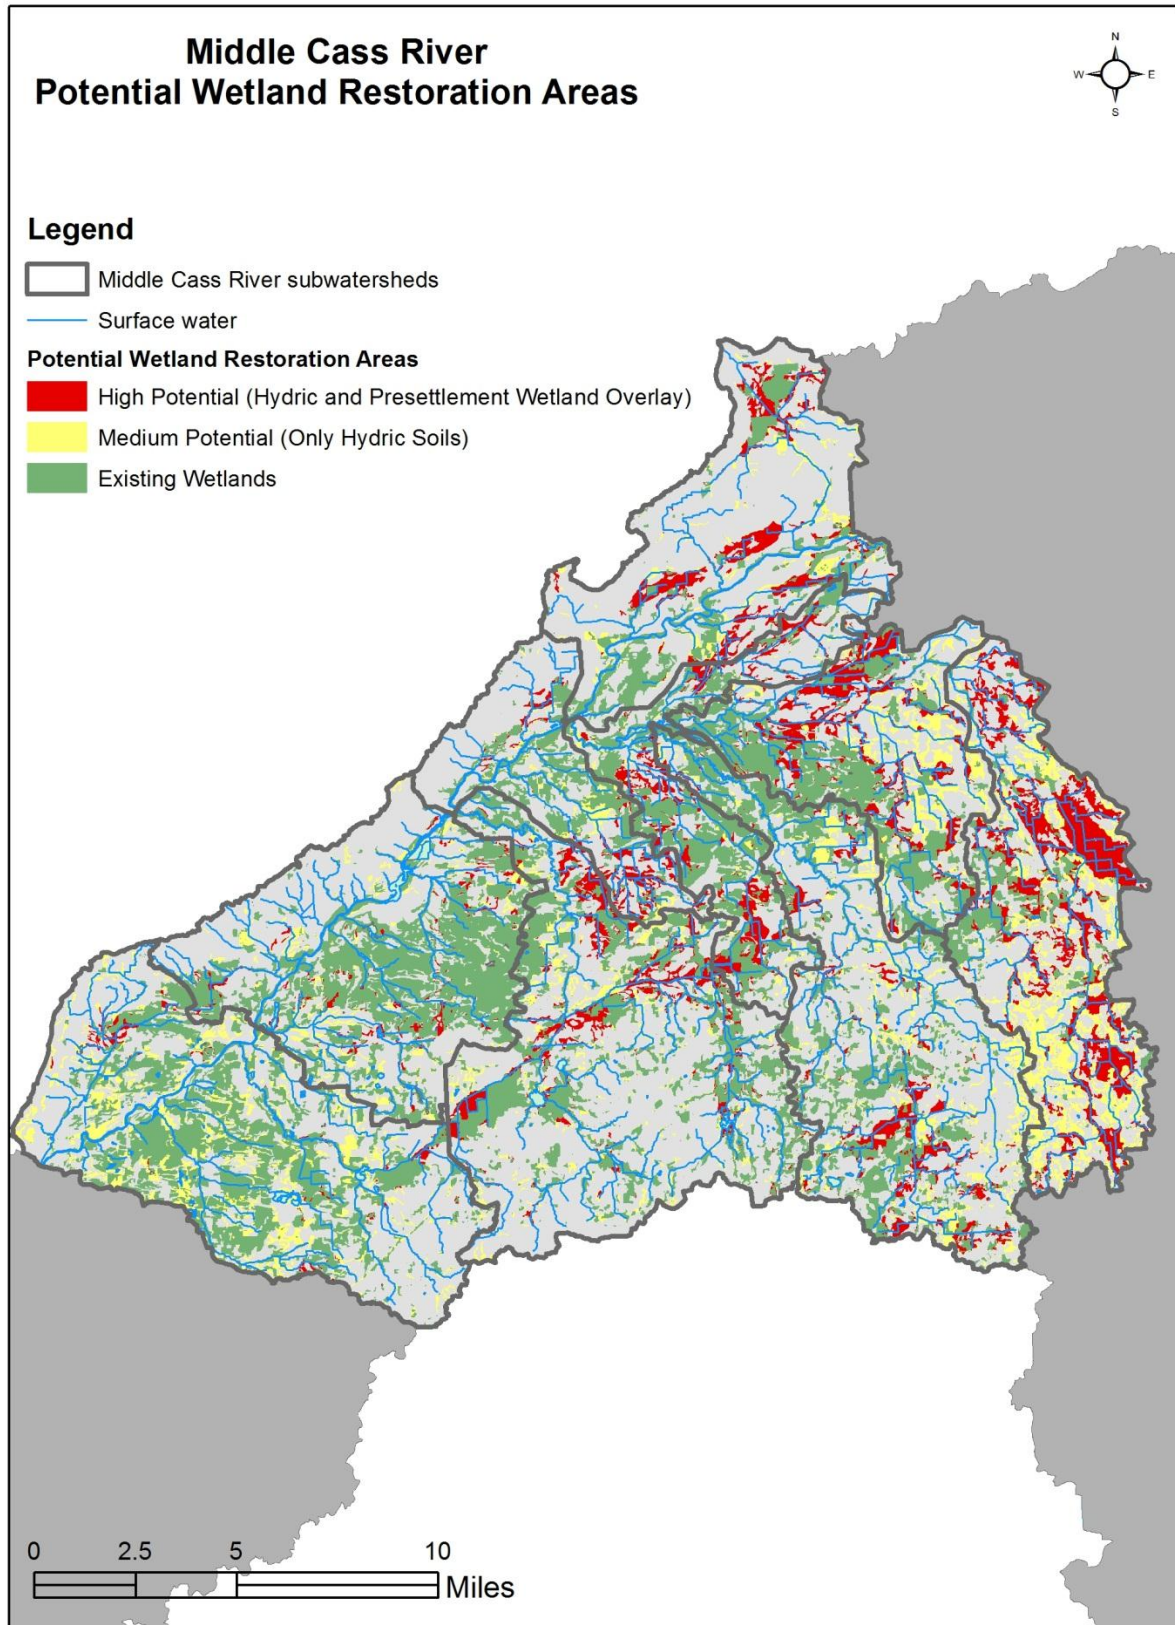 Middle Cass River
Potential Wetland Restoration Areas
N
W E
S
Legend
Middle Cass River subwatersheds
Surface water
Potential Wetland Restoration Areas
High Potential (Hydric and Presettlement Wetland Overlay)
Medium Potential (Only Hydric Soils)
Existing Wetlands
0 2.5 5 10
Miles